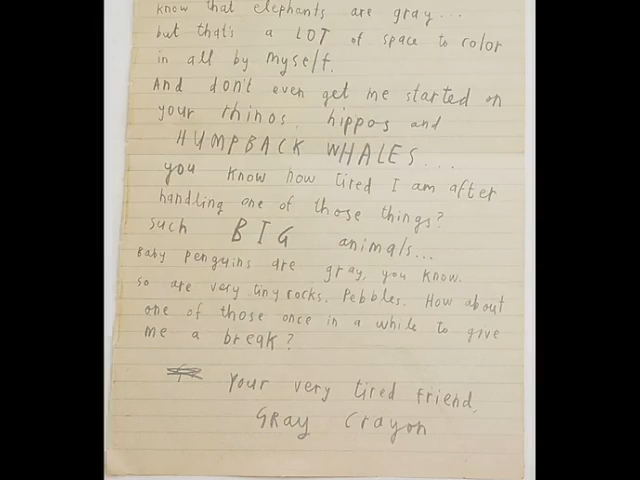 know that elephants are gray...
but that's a LOT of space to color
in all by myself.
And don't even get me started on
your rhinos, hippos and
HUMPBACK WHALES....
you know how tired I am after
handling one of those things?
such BIG animals...
Baby penguins are gray, you know.
so are very tiny rocks. Pebbles. How about
one of those once in a while to give
me a break?
Your very tired friend,
GRay Crayon